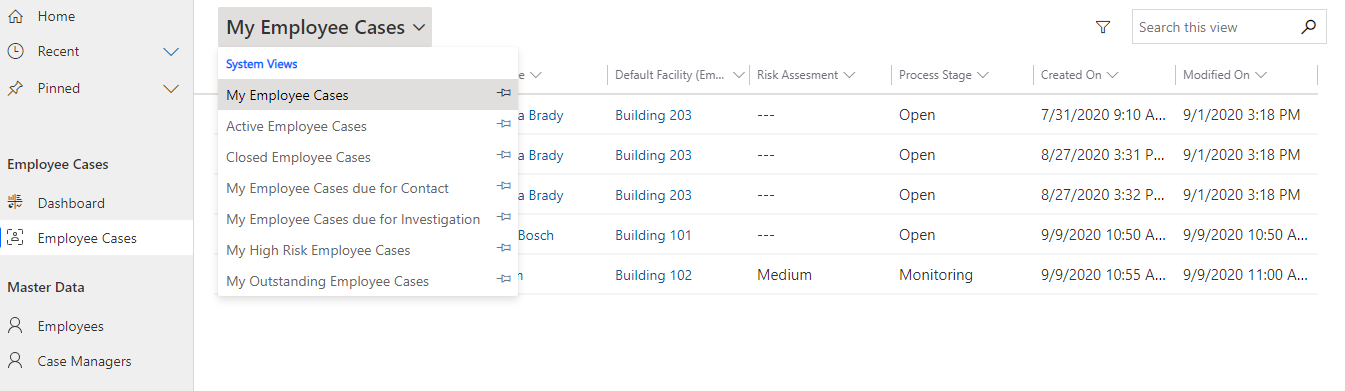 Home
Recent
Pinned
Employee Cases
Dashboard
Employee Cases
Master Data
Employees
Case Managers
My Employee Cases
Search this view
System Views
My Employee Cases
Active Employee Cases
Closed Employee Cases
My Employee Cases due for Contact
My Employee Cases due for Investigation
My High Risk Employee Cases
My Outstanding Employee Cases
e Default Facility (Em... Risk Assesment Process Stage Created On Modified On
a Brady Building 203 --- Open 7/31/2020 9:10 A... 9/1/2020 3:18 PM
a Brady Building 203 --- Open 8/27/2020 3:31 P... 9/1/2020 3:18 PM
a Brady Building 203 --- Open 8/27/2020 3:32 P... 9/1/2020 3:18 PM
Bosch Building 101 --- Open 9/9/2020 10:50 A... 9/9/2020 10:50 A...
Building 102 Medium Monitoring 9/9/2020 10:55 A... 9/9/2020 11:00 A...